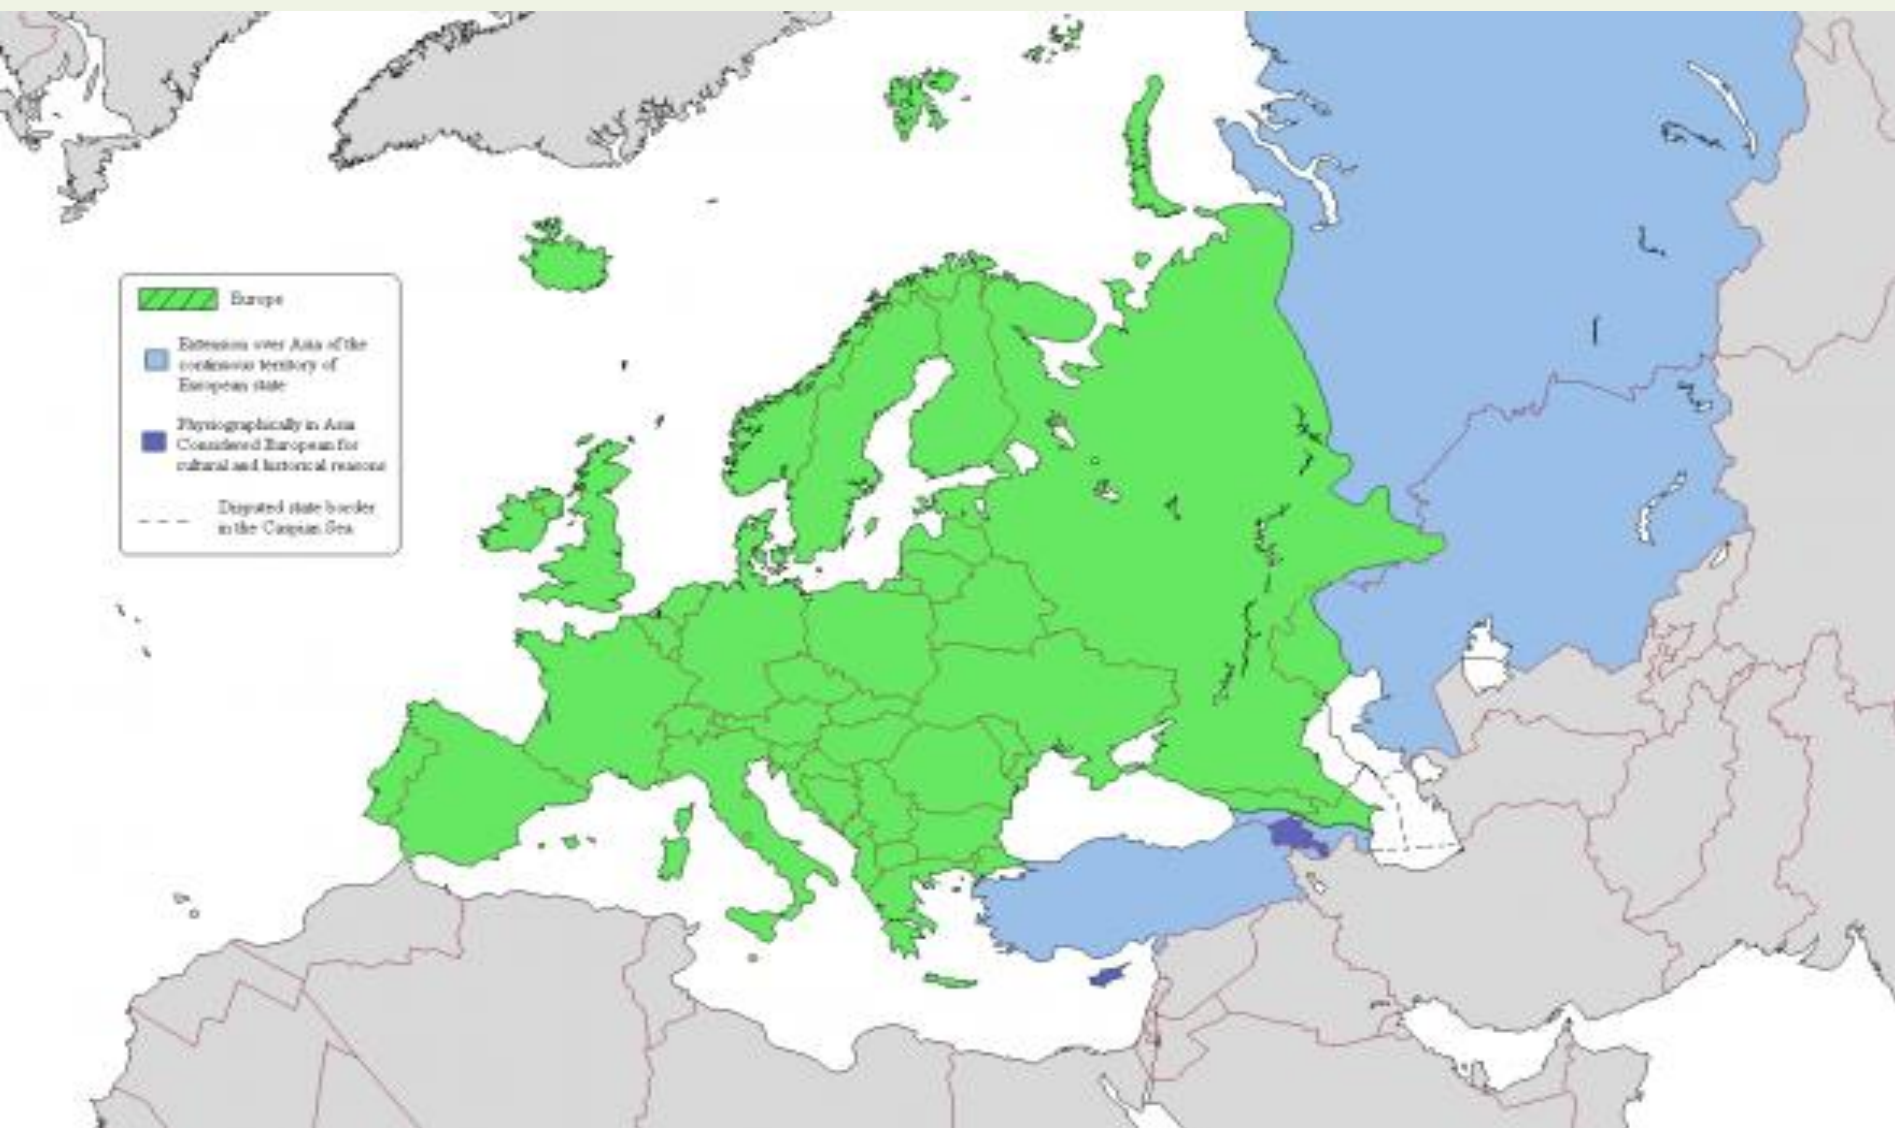 Europe
Extension over Asia of the
continuous territory of
European state
Physiographically in Asia
Considered European for
cultural and historical reasons
Disputed state border
in the Caspian Sea